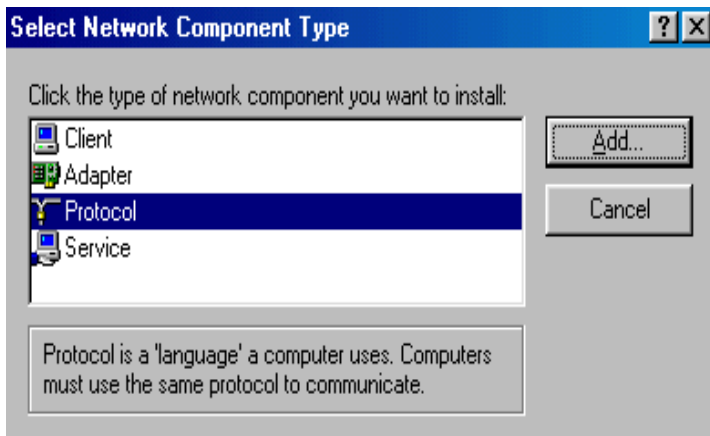 Select Network Component Type
Click the type of network component you want to install:
Client
Adapter
Protocol
Service
Add...
Cancel
Protocol is a 'language' a computer uses. Computers
must use the same protocol to communicate.